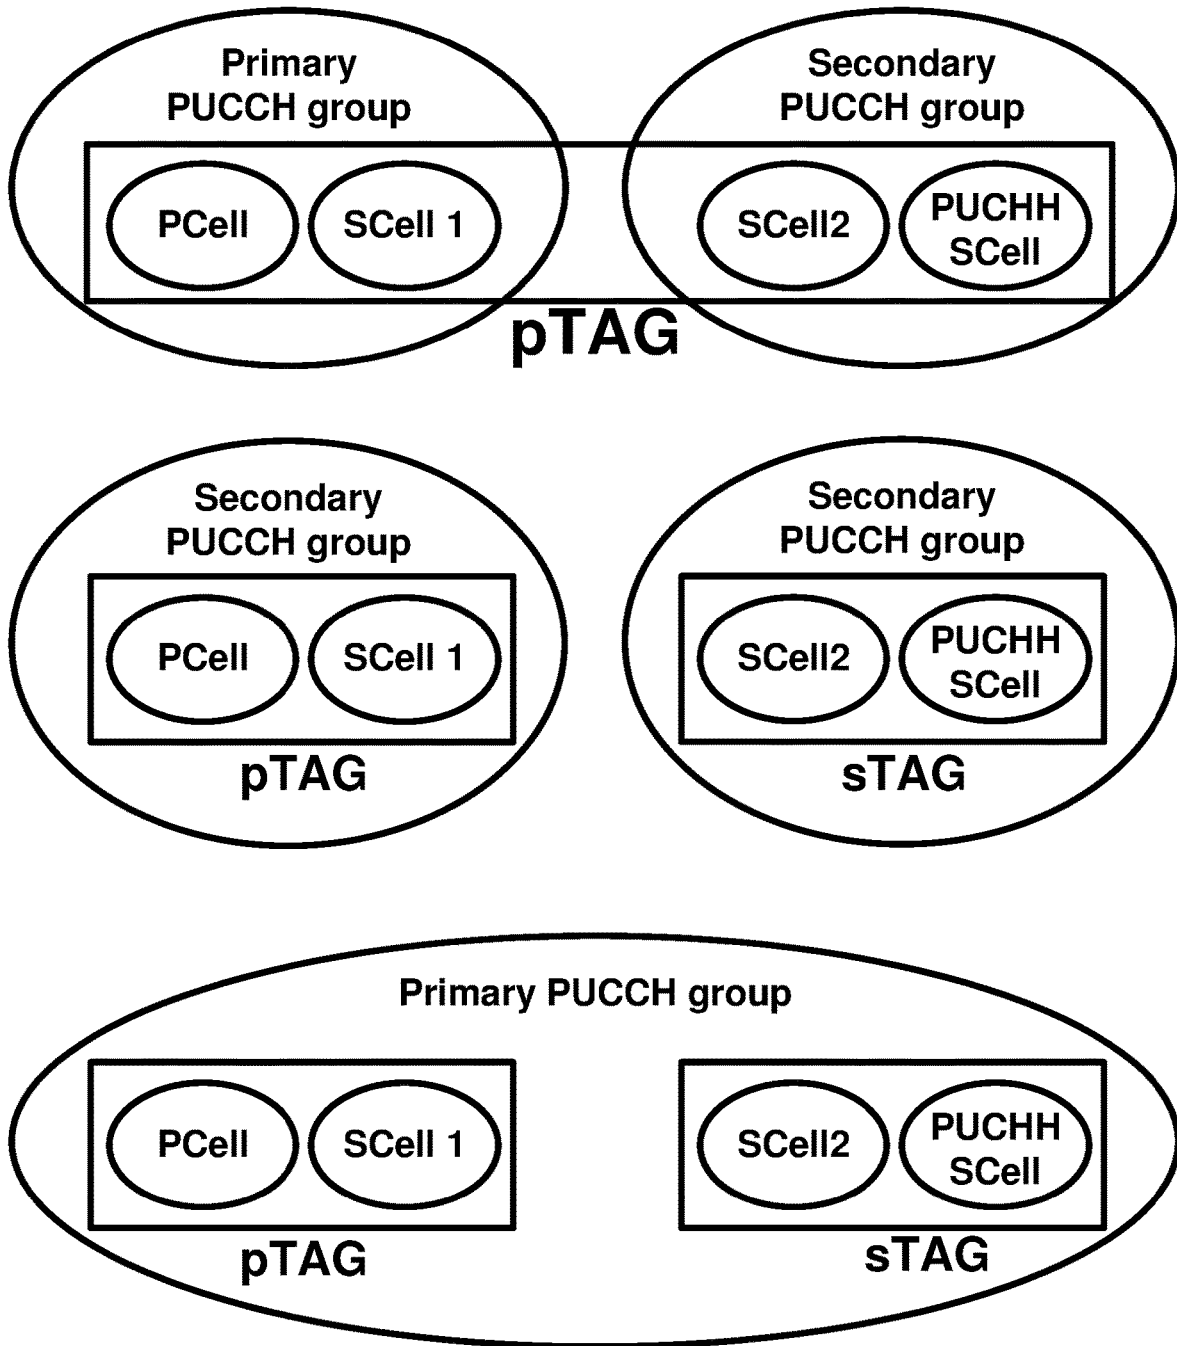 Primary
PUCCH group
Secondary
PUCCH group
PCell
SCell 1
SCell2
PUCHH
SCell
pTAG
Secondary
PUCCH group
Secondary
PUCCH group
PCell
SCell 1
SCell2
PUCHH
SCell
pTAG
sTAG
Primary PUCCH group
PCell
SCell 1
SCell2
PUCHH
SCell
pTAG
sTAG